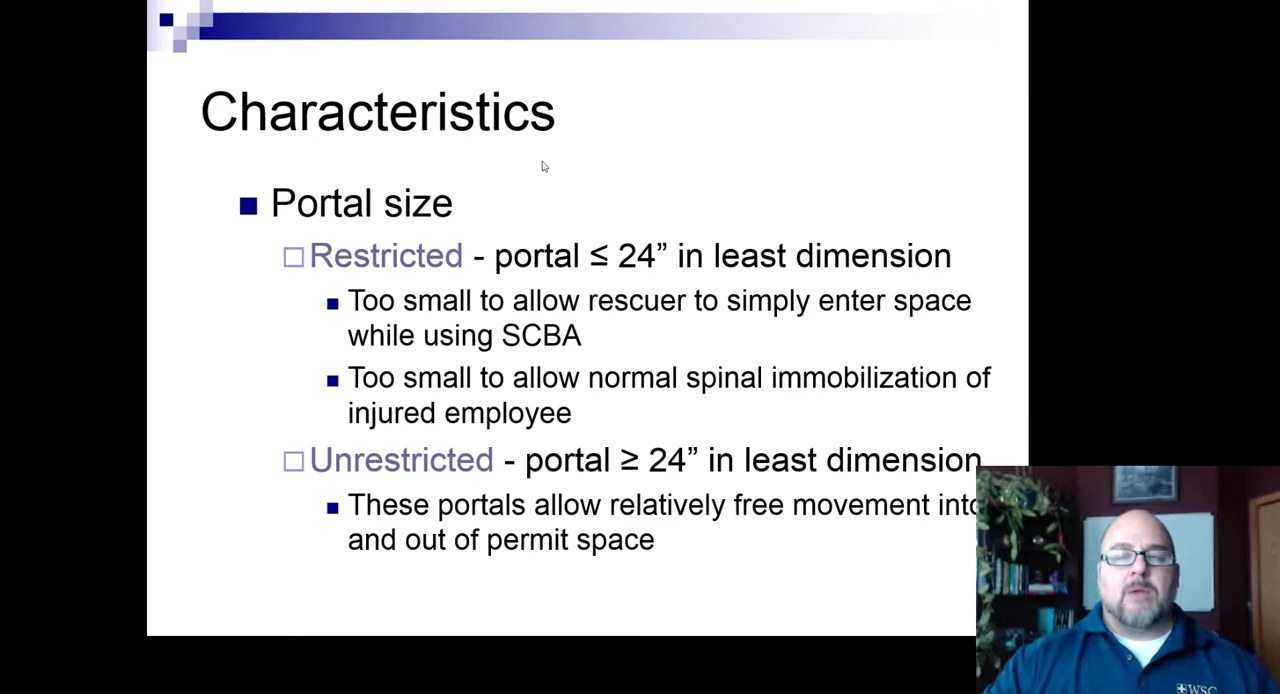 Characteristics
Portal size
Restricted - portal ≤ 24” in least dimension
Too small to allow rescuer to simply enter space
while using SCBA
Too small to allow normal spinal immobilization of
injured employee
Unrestricted - portal ≥ 24” in least dimension
These portals allow relatively free movement into
and out of permit space
WSC